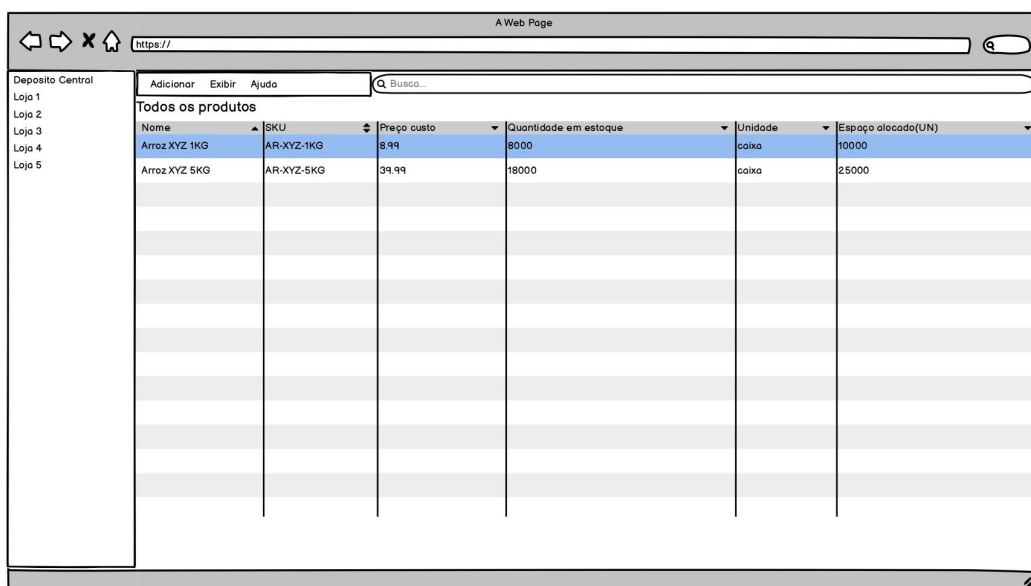 A Web Page
https://
Deposito Central
Loja 1
Loja 2
Loja 3
Loja 4
Loja 5
Adicionar Exibir Ajuda
Busca...
Todos os produtos
Nome SKU Preço custo Quantidade em estoque Unidade Espaço alocado(UN)
Arroz XYZ 1KG AR-XYZ-1KG 8.99 8000 caixa 10000
Arroz XYZ 5KG AR-XYZ-5KG 39.99 18000 caixa 25000